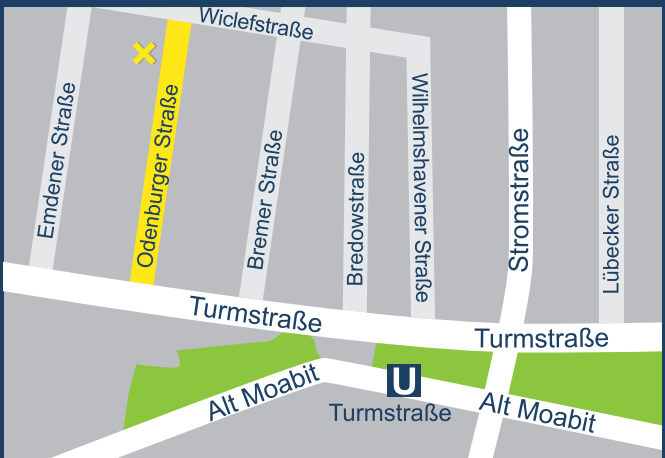 Wiclefstraße
Emdener Straße
Odenburger Straße
Bremer Straße
Bredowstraße
Wilhelmshavener Straße
Stromstraße
Lübecker Straße
Turmstraße
Turmstraße
Alt Moabit
U
Turmstraße
Alt Moabit